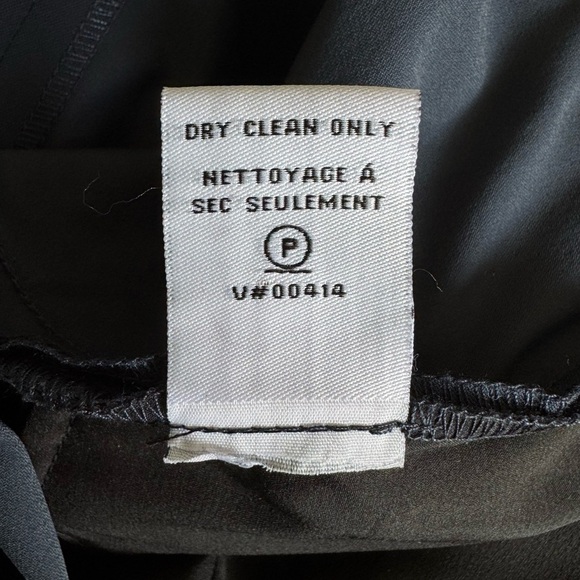 DRY CLEAN ONLY
NETTOYAGE Á
SEC SEULEMENT
P
V#00414